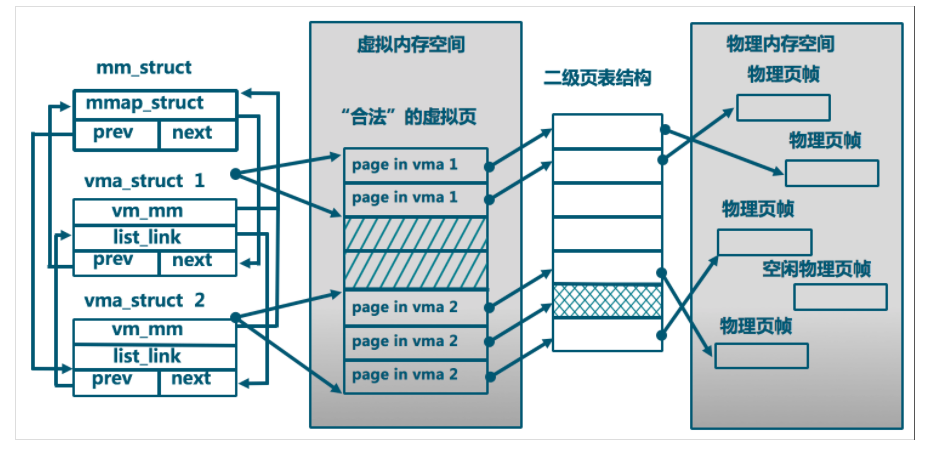 mm_struct
mmap_struct
prev next
vma_struct 1
vm_mm
list_link
prev next
vma_struct 2
vm_mm
list_link
prev next
虚拟内存空间
“合法”的虚拟页
page in vma 1
page in vma 1
page in vma 2
page in vma 2
page in vma 2
二级页表结构
物理内存空间
物理页帧
物理页帧
物理页帧
空闲物理页帧
物理页帧